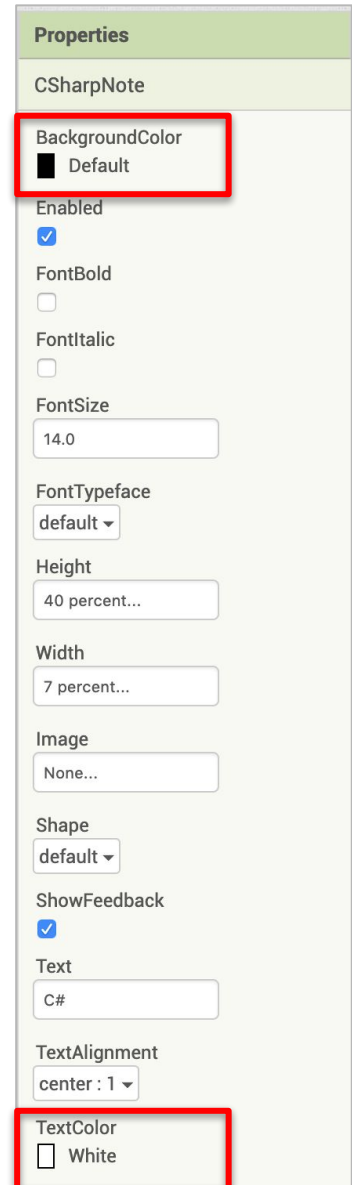 Properties
CSharpNote
BackgroundColor
Default
Enabled
FontBold
FontItalic
FontSize
14.0
FontTypeface
default
Height
40 percent...
Width
7 percent...
Image
None...
Shape
default
ShowFeedback
Text
C#
TextAlignment
center : 1
TextColor
White